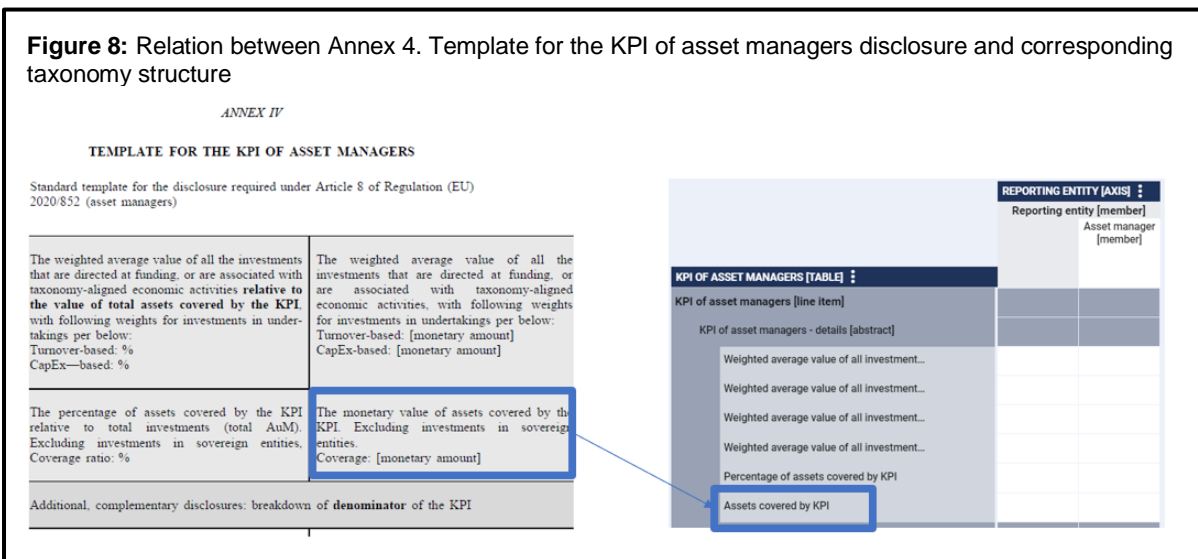 Figure 8: Relation between Annex 4. Template for the KPI of asset managers disclosure and corresponding
taxonomy structure
ANNEX IV
TEMPLATE FOR THE KPI OF ASSET MANAGERS
Standard template for the disclosure required under Article 8 of Regulation (EU)
2020/852 (asset managers)
The weighted average value of all the investments
that are directed at funding, or are associated with
taxonomy-aligned economic activities relative to
the value of total assets covered by the KPI,
with following weights for investments in under-
takings per below:
Turnover-based: %
CapEx—based: %
The weighted average value of all the
investments that are directed at funding, or
are associated with taxonomy-aligned
economic activities, with following weights
for investments in undertakings per below:
Turnover-based: [monetary amount]
CapEx-based: [monetary amount]
The percentage of assets covered by the KPI
relative to total investments (total AuM).
Excluding investments in sovereign entities,
Coverage ratio: %
The monetary value of assets covered by the
KPI. Excluding investments in sovereign
entities.
Coverage: [monetary amount]
Additional, complementary disclosures: breakdown of denominator of the KPI
REPORTING ENTITY [AXIS]
Reporting entity [member]
Asset manager
[member]
KPI OF ASSET MANAGERS [TABLE]
KPI of asset managers [line item]
KPI of asset managers - details [abstract]
Weighted average value of all investment...
Weighted average value of all investment...
Weighted average value of all investment...
Weighted average value of all investment...
Percentage of assets covered by KPI
Assets covered by KPI